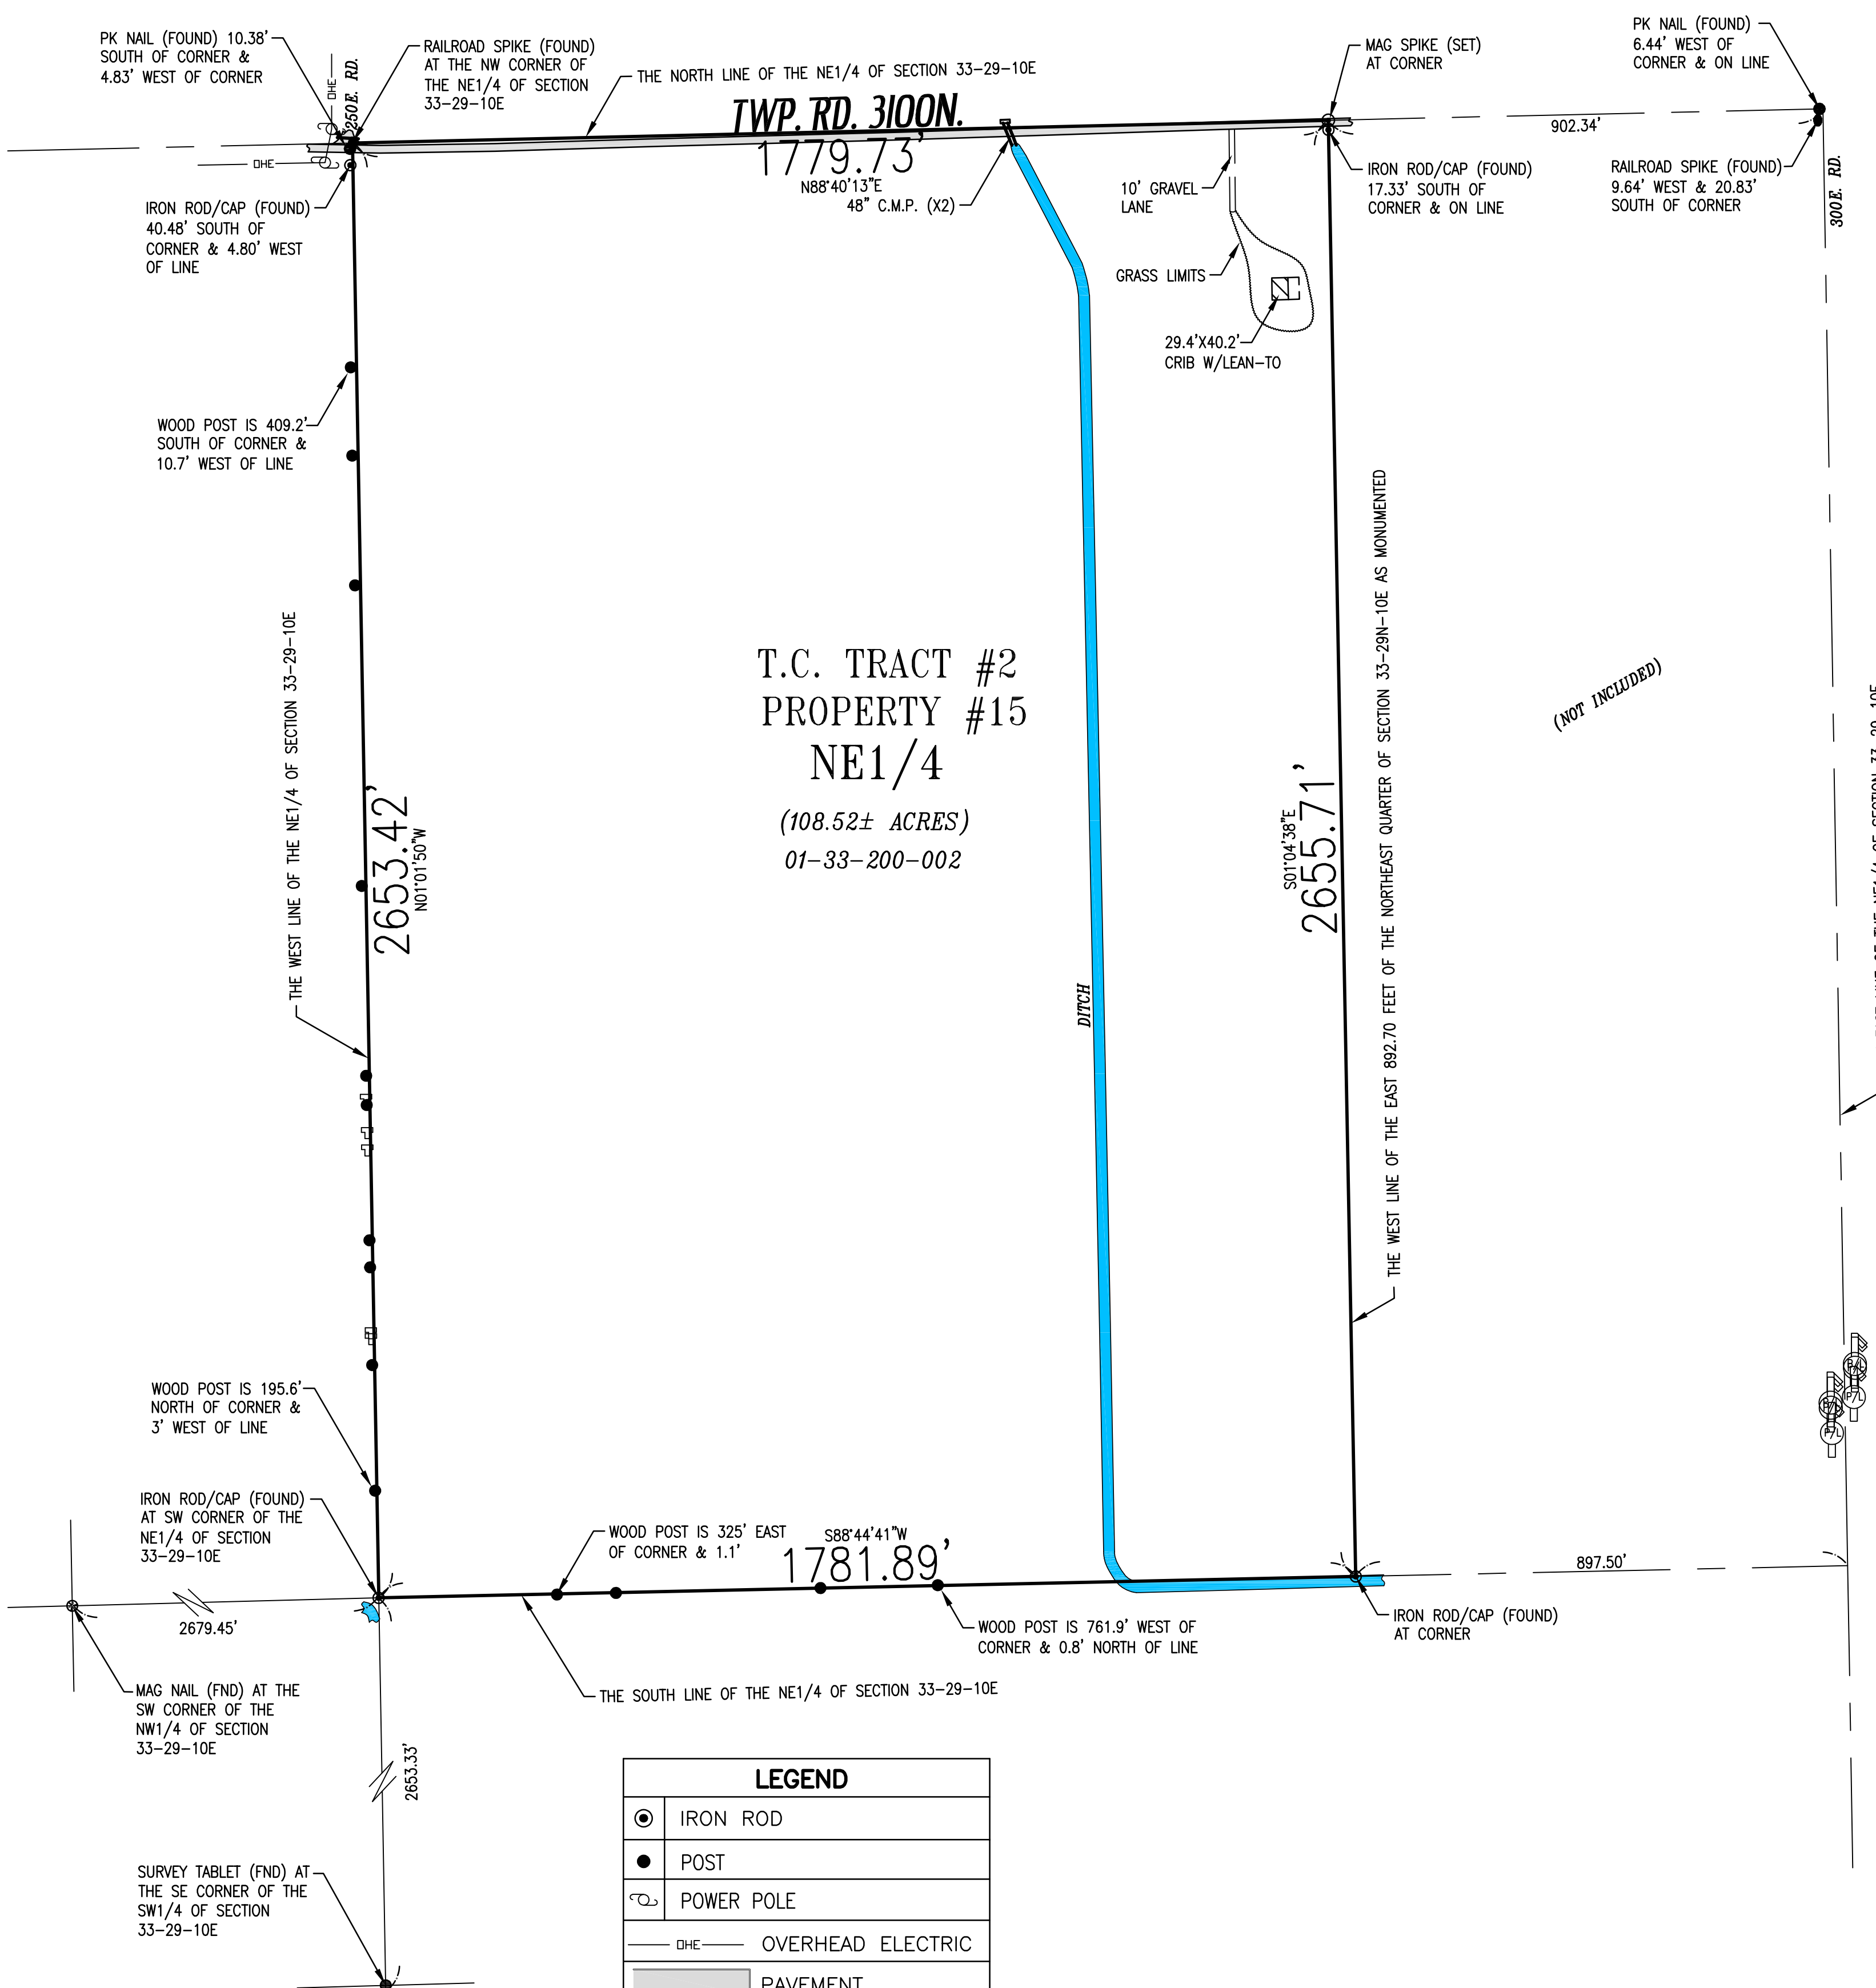 PK NAIL (FOUND) 10.38'
SOUTH OF CORNER &
4.83' WEST OF CORNER
OHE
250E. RD.
RAILROAD SPIKE (FOUND)
AT THE NW CORNER OF
THE NE1/4 OF SECTION
33-29-10E
THE NORTH LINE OF THE NE1/4 OF SECTION 33-29-10E
TWP. RD. 3100N.
1779.73'
N88°40'13"E
48" C.M.P. (X2)
MAG SPIKE (SET)
AT CORNER
PK NAIL (FOUND)
6.44' WEST OF
CORNER & ON LINE
902.34'
OHE
IRON ROD/CAP (FOUND)
40.48' SOUTH OF
CORNER & 4.80' WEST
OF LINE
10' GRAVEL
LANE
IRON ROD/CAP (FOUND)
17.33' SOUTH OF
CORNER & ON LINE
RAILROAD SPIKE (FOUND)
9.64' WEST & 20.83'
SOUTH OF CORNER
300E. RD.
GRASS LIMITS
29.4'X40.2'
CRIB W/LEAN-TO
WOOD POST IS 409.2'
SOUTH OF CORNER &
10.7' WEST OF LINE
THE WEST LINE OF THE NE1/4 OF SECTION 33-29-10E
2653.42'
N01°01'50"W
T.C. TRACT #2
PROPERTY #15
NE1/4
(108.52± ACRES)
01-33-200-002
DITCH
S01°04'38"E
2655.71'
THE WEST LINE OF THE EAST 892.70 FEET OF THE NORTHEAST QUARTER OF SECTION 33-29N-10E AS MONUMENTED
(NOT INCLUDED)
WOOD POST IS 195.6'
NORTH OF CORNER &
3' WEST OF LINE
P/L
P/L
P/L
IRON ROD/CAP (FOUND)
AT SW CORNER OF THE
NE1/4 OF SECTION
33-29-10E
WOOD POST IS 325' EAST
OF CORNER & 1.1'
S88°44'41"W
1781.89'
897.50'
2679.45'
WOOD POST IS 761.9' WEST OF
CORNER & 0.8' NORTH OF LINE
IRON ROD/CAP (FOUND)
AT CORNER
MAG NAIL (FND) AT THE
SW CORNER OF THE
NW1/4 OF SECTION
33-29-10E
THE SOUTH LINE OF THE NE1/4 OF SECTION 33-29-10E
2653.33'
SURVEY TABLET (FND) AT
THE SE CORNER OF THE
SW1/4 OF SECTION
33-29-10E
LEGEND
IRON ROD
POST
POWER POLE
OHE OVERHEAD ELECTRIC
PAVEMENT